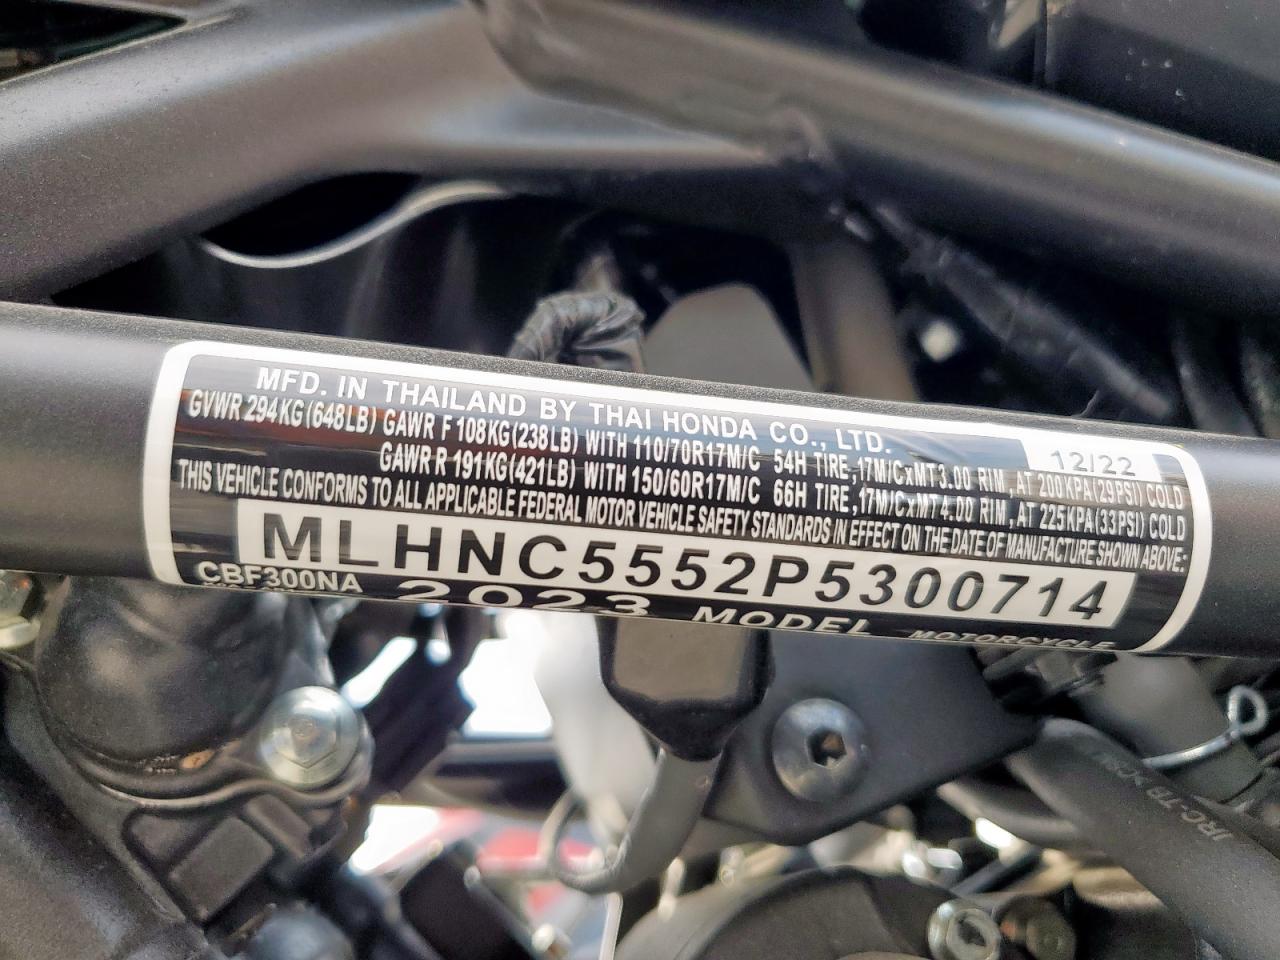 MFD. IN THAILAND BY THAI HONDA CO., LTD. 12/22
GVWR 294KG(648LB) GAWR F 108KG(238LB) WITH 110/70R17M/C 54H TIRE,17M/CxMT3.00 RIM, AT 200KPA(29PSI) COLD
GAWR R 191KG(421LB) WITH 150/60R17M/C 66H TIRE,17M/CxMT4.00 RIM, AT 225KPA(33PSI) COLD
THIS VEHICLE CONFORMS TO ALL APPLICABLE FEDERAL MOTOR VEHICLE SAFETY STANDARDS IN EFFECT ON THE DATE OF MANUFACTURE SHOWN ABOVE:
MLHNC5552P5300714
CBF300NA 2023 MODEL MOTORCYCLE